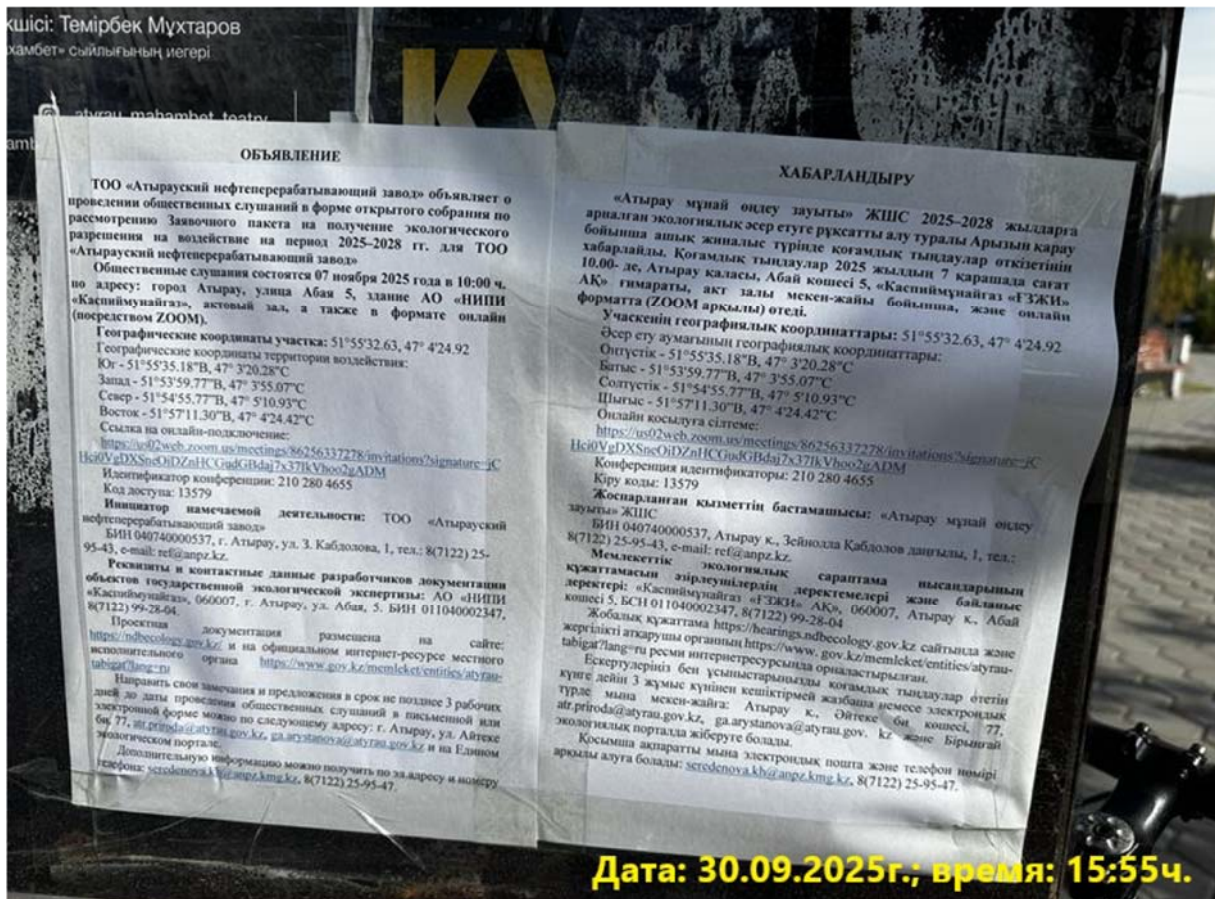 кшісі: Темірбек Мұхтаров
хамбет» сыйлығының иегері
atyrau_mahambet_teatry
ОБЪЯВЛЕНИЕ
ТОО «Атырауский нефтеперерабатывающий завод» объявляет о
проведении общественных слушаний в форме открытого собрания по
рассмотрению Заявочного пакета на получение экологического
разрешения на воздействие на период 2025–2028 гг. для ТОО
«Атырауский нефтеперерабатывающий завод»
Общественные слушания состоятся 07 ноября 2025 года в 10:00 ч.
по адресу: город Атырау, улица Абая 5, здание АО «НИПИ
«Каспиймунайгаз», актовый зал, а также в формате онлайн
(посредством ZOOM).
Географические координаты участка: 51°55'32.63, 47° 4'24.92
Географические координаты территории воздействия:
Юг - 51°55'35.18"В, 47° 3'20.28"С
Запад - 51°53'59.77"В, 47° 3'55.07"С
Север - 51°54'55.77"В, 47° 5'10.93"С
Восток - 51°57'11.30"В, 47° 4'24.42"С
Ссылка на онлайн-подключение:
https://us02web.zoom.us/meetings/86256337278/invitations?signature=jC
Идентификатор конференции: 210 280 4655
Код доступа: 13579
Инициатор намечаемой деятельности: ТОО «Атырауский
нефтеперерабатывающий завод»
БИН 040740000537, г. Атырау, ул. З. Кабдолова, 1, тел.: 8(7122) 25-
95-43, e-mail: ref@anpz.kz.
Реквизиты и контактные данные разработчиков документации
объектов государственной экологической экспертизы: АО «НИПИ
«Каспиймунайгаз», 060007, г. Атырау, ул. Абая, 5. БИН 011040002347,
8(7122) 99-28-04.
Проектная документация размещена на сайте:
https://ndbecology.gov.kz/ и на официальном интернет-ресурсе местного
исполнительного органа https://www.gov.kz/memleket/entities/atyrau-
tabigat?lang=ru
Направить свои замечания и предложения в срок не позднее 3 рабочих
дней до даты проведения общественных слушаний в письменной или
электронной форме можно по следующему адресу: г. Атырау, ул. Айтеке
би, 77, atr.priroda@atyrau.gov.kz, ga.arystanova@atyrau.gov.kz и на Едином
экологическом портале.
Дополнительную информацию можно получить по эл.адресу и номеру
телефона: seredenova.kh@anpz.kmg.kz, 8(7122) 25-95-47.
ХАБАРЛАНДЫРУ
«Атырау мұнай өңдеу зауыты» ЖШС 2025–2028 жылдарға
арналған экологиялық әсер етуге рұқсатты алу туралы Арызын қарау
бойынша ашық жиналыс түрінде қоғамдық тыңдаулар өткізетінін
хабарлайды. Қоғамдық тыңдаулар 2025 жылдың 7 қарашада сағат
10.00- де, Атырау қаласы, Абай көшесі 5, «Каспиймұнайгаз «ҒЗЖИ»
АҚ» ғимараты, акт залы мекен-жайы бойынша, және онлайн
форматта (ZOOM арқылы) өтеді.
Учаскенің географиялық координаттары: 51°55'32.63, 47° 4'24.92
Әсер ету аумағының географиялық координаттары:
Оңтүстік - 51°55'35.18"В, 47° 3'20.28"С
Батыс - 51°53'59.77"В, 47° 3'55.07"С
Солтүстік - 51°54'55.77"В, 47° 5'10.93"С
Шығыс - 51°57'11.30"В, 47° 4'24.42"С
Онлайн қосылуға сілтеме:
https://us02web.zoom.us/meetings/86256337278/invitations?signature=jC
Конференция идентификаторы: 210 280 4655
Кіру коды: 13579
Жоспарланған қызметтің бастамашысы: «Атырау мұнай өңдеу
зауыты» ЖШС
БИН 040740000537, Атырау қ., Зейнолла Қабдолов даңғылы, 1, тел.:
8(7122) 25-95-43, e-mail: ref@anpz.kz.
Мемлекеттік экологиялық сараптама нысандарының
құжаттамасын әзірлеушілердің деректемелері және байланыс
деректері: «Каспиймұнайгаз «ҒЗЖИ» АҚ», 060007, Атырау қ., Абай
көшесі 5, БСН 011040002347, 8(7122) 99-28-04
Жобалық құжаттама https://hearings.ndbecology.gov.kz сайтында және
жергілікті атқарушы органның https://www. gov.kz/memleket/entities/atyrau-
tabigat?lang=ru ресми интернетресурсында орналастырылған.
Ескертулеріңіз бен ұсыныстарыңызды қоғамдық тыңдаулар өтетін
күнге дейін 3 жұмыс күнінен кешіктірмей жазбаша немесе электрондық
түрде мына мекен-жайға: Атырау қ., Әйтеке би көшесі, 77,
atr.priroda@atyrau.gov.kz, ga.arystanova@atyrau.gov. kz және Бірыңғай
экологиялық порталда жіберуге болады.
Қосымша ақпаратты мына электрондық пошта және телефон нөмірі
арқылы алуға болады: seredenova.kh@anpz.kmg.kz, 8(7122) 25-95-47.
Дата: 30.09.2025г.; время: 15:55ч.